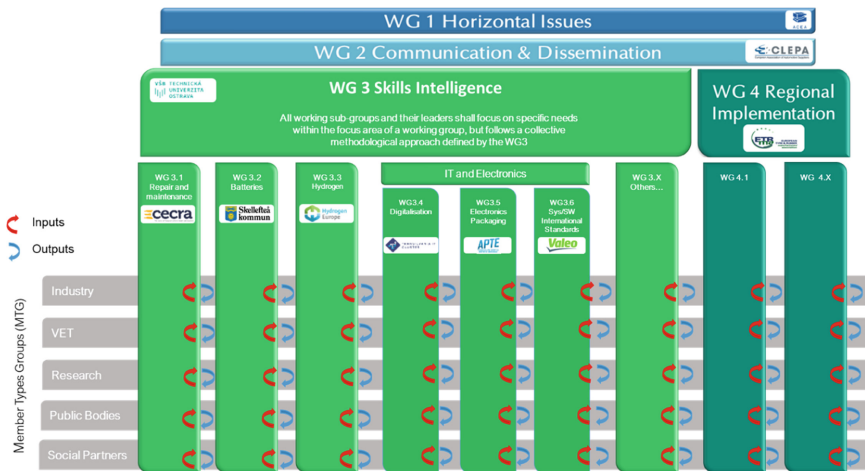 WG 1 Horizontal Issues
ACEA
WG 2 Communication & Dissemination
CLEPA
VŠB TECHNICKÁ
UNIVERZITA
OSTRAVA
WG 3 Skills Intelligence
All working sub-groups and their leaders shall focus on specific needs
within the focus area of a working group, but follows a collective
methodological approach defined by the WG3
WG 4 Regional
Implementation
ETRMA
WG 3.1
Repair and
maintenance
cecra
WG 3.2
Batteries
Skellefteå
kommun
WG 3.3
Hydrogen
Hydrogen
Europe
IT and Electronics
WG3.4
Digitalisation
WG3.5
Electronics
Packaging
APTE
WG3.6
Sys/SW
International
Standards
Valeo
WG 3.X
Others...
WG 4.1
WG 4.X
Inputs
Outputs
Member Types Groups (MTG)
Industry
VET
Research
Public Bodies
Social Partners